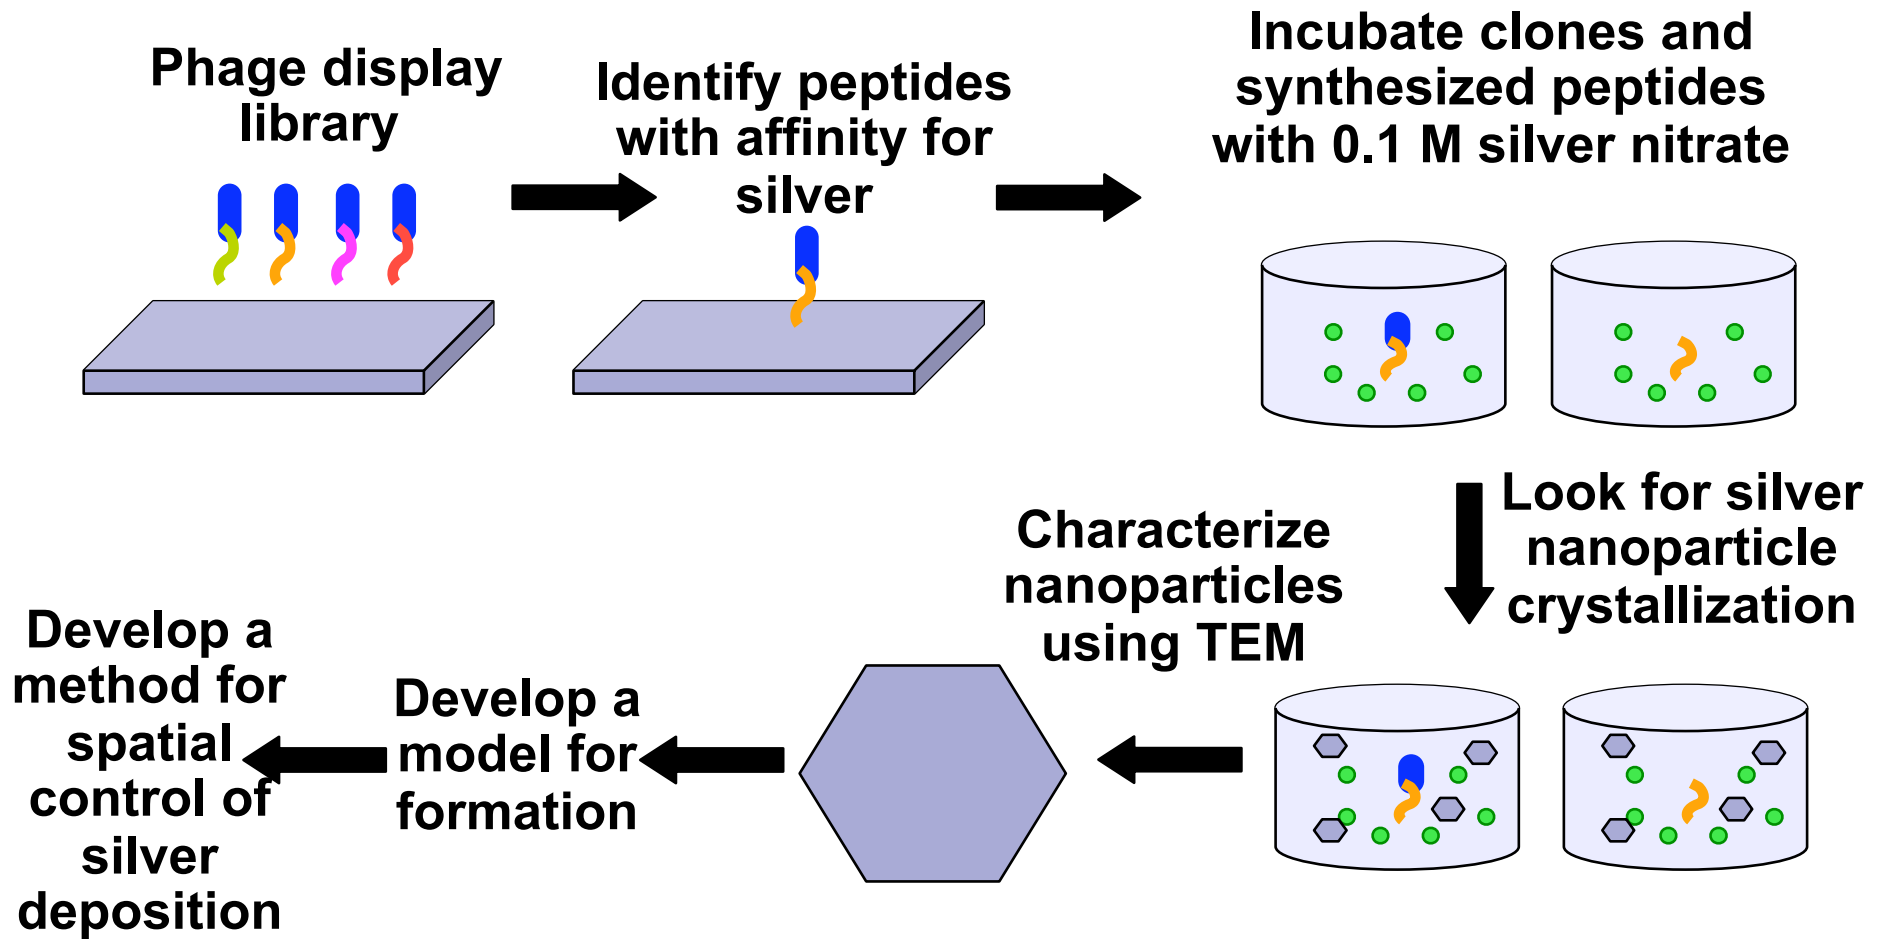 Phage display
library
Identify peptides
with affinity for
silver
Incubate clones and
synthesized peptides
with 0.1 M silver nitrate
Look for silver
nanoparticle
crystallization
Characterize
nanoparticles
using TEM
Develop a
model for
formation
Develop a
method for
spatial
control of
silver
deposition